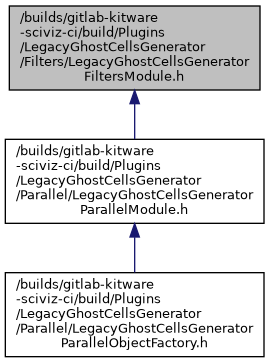 /builds/gitlab-kitware
-sciviz-ci/build/Plugins
/LegacyGhostCellsGenerator
/Filters/LegacyGhostCellsGenerator
FiltersModule.h
/builds/gitlab-kitware
-sciviz-ci/build/Plugins
/LegacyGhostCellsGenerator
/Parallel/LegacyGhostCellsGenerator
ParallelModule.h
/builds/gitlab-kitware
-sciviz-ci/build/Plugins
/LegacyGhostCellsGenerator
/Parallel/LegacyGhostCellsGenerator
ParallelObjectFactory.h